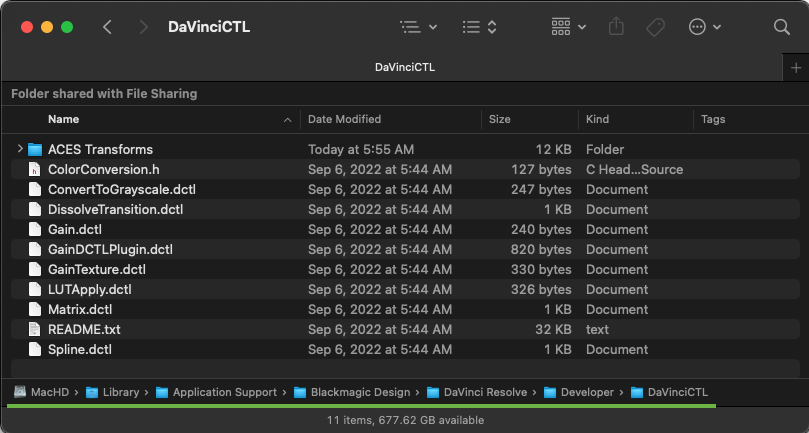 DaVinciCTL
DaVinciCTL
Folder shared with File Sharing
Name Date Modified Size Kind Tags
ACES Transforms Today at 5:55 AM 12 KB Folder
ColorConversion.h Sep 6, 2022 at 5:44 AM 127 bytes C Head...Source
ConvertToGrayscale.dctl Sep 6, 2022 at 5:44 AM 247 bytes Document
DissolveTransition.dctl Sep 6, 2022 at 5:44 AM 1 KB Document
Gain.dctl Sep 6, 2022 at 5:44 AM 240 bytes Document
GainDCTLPlugin.dctl Sep 6, 2022 at 5:44 AM 820 bytes Document
GainTexture.dctl Sep 6, 2022 at 5:44 AM 330 bytes Document
LUTApply.dctl Sep 6, 2022 at 5:44 AM 326 bytes Document
Matrix.dctl Sep 6, 2022 at 5:44 AM 1 KB Document
README.txt Sep 6, 2022 at 5:44 AM 32 KB text
Spline.dctl Sep 6, 2022 at 5:44 AM 1 KB Document
MacHD › Library › Application Support › Blackmagic Design › DaVinci Resolve › Developer › DaVinciCTL
11 items, 677.62 GB available